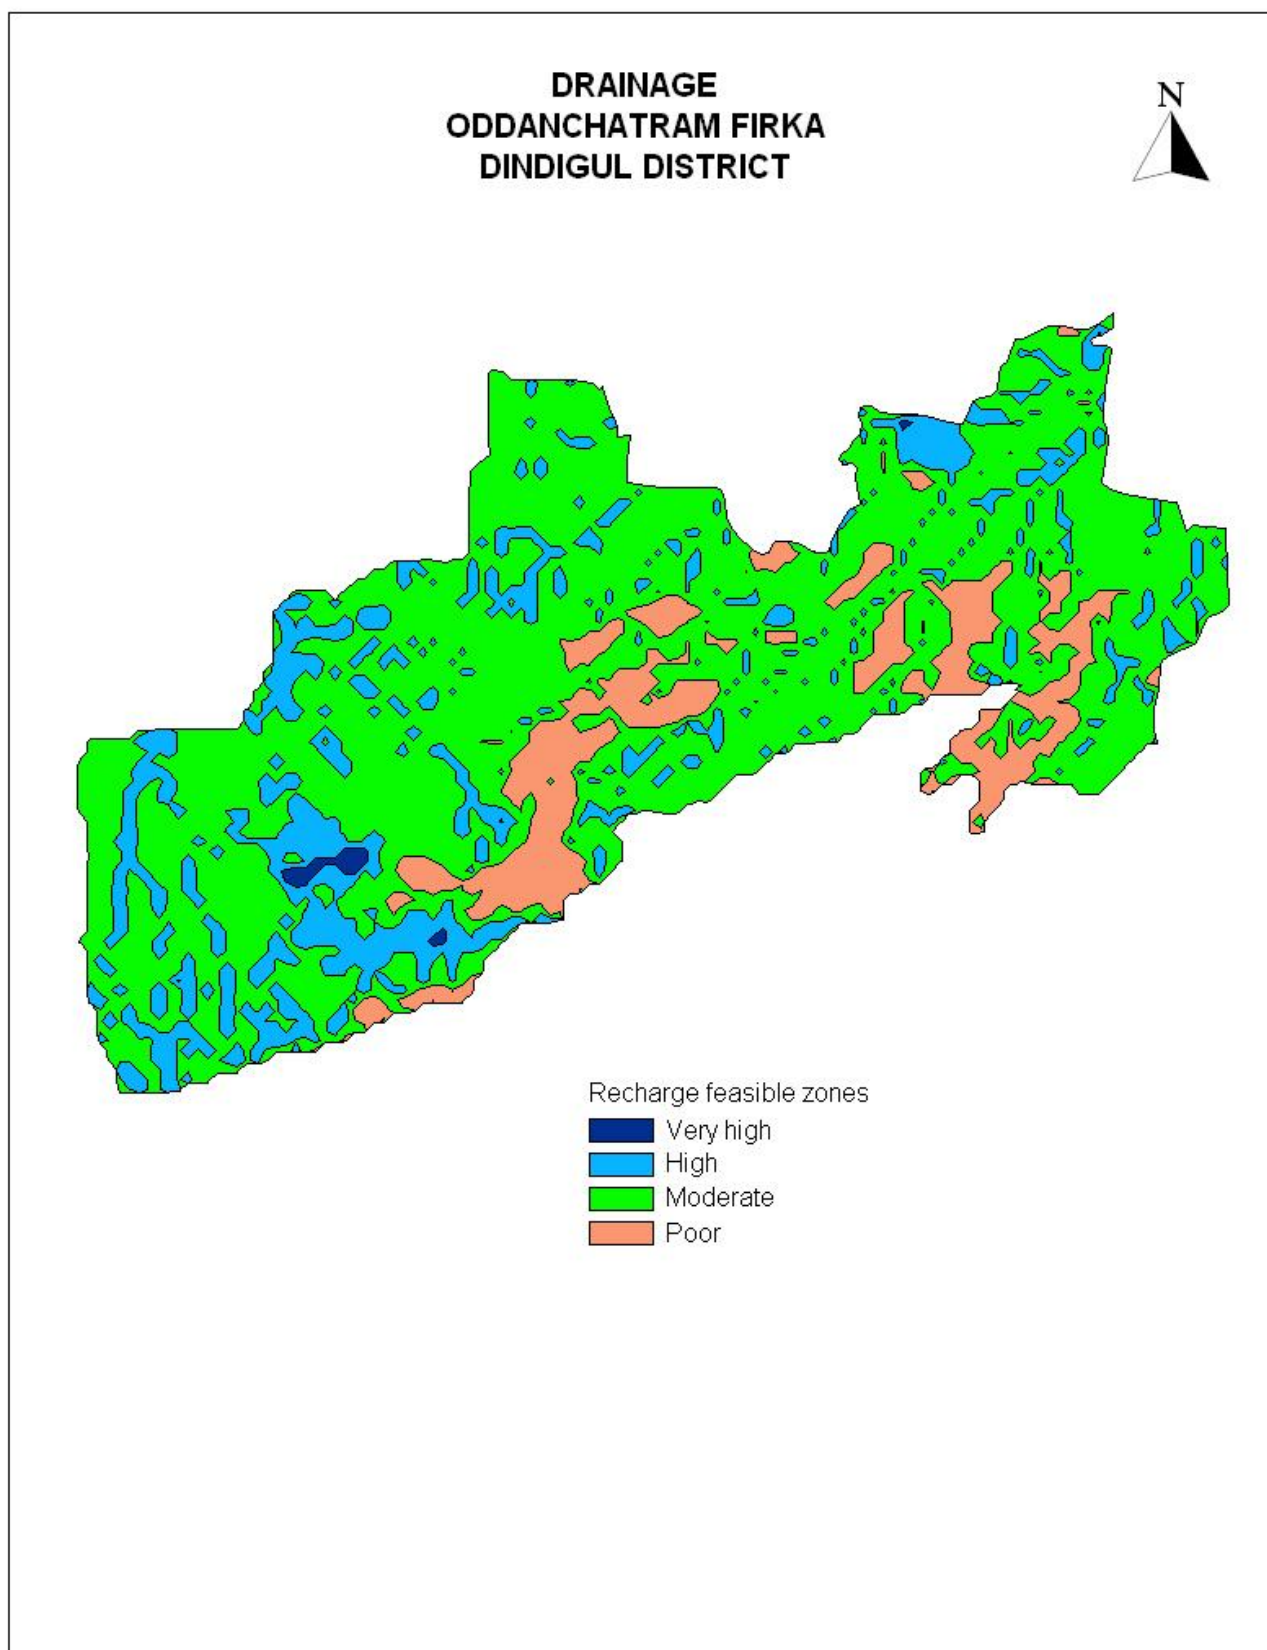 DRAINAGE
ODDANCHATRAM FIRKA
DINDIGUL DISTRICT
N
Recharge feasible zones
Very high
High
Moderate
Poor